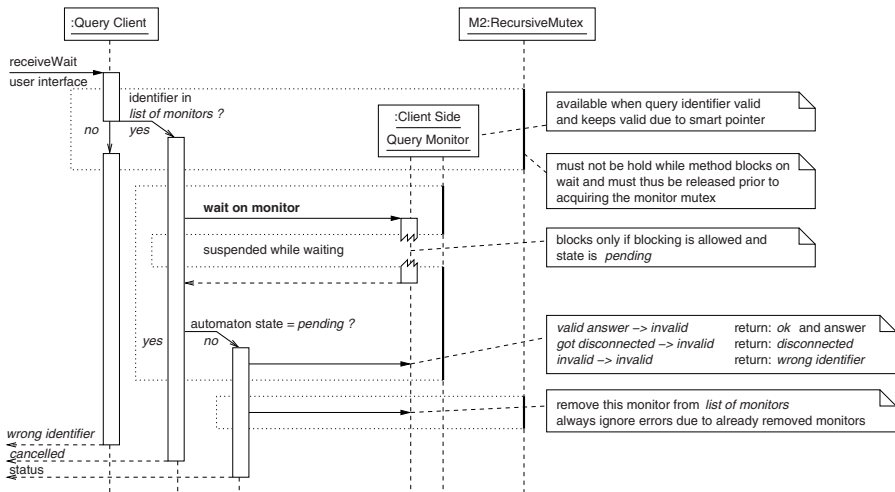 :Query Client
M2:RecursiveMutex
receiveWait
user interface
identifier in
list of monitors ?
no
yes
:Client Side
Query Monitor
available when query identifier valid
and keeps valid due to smart pointer
must not be hold while method blocks on
wait and must thus be released prior to
acquiring the monitor mutex
wait on monitor
suspended while waiting
blocks only if blocking is allowed and
state is pending
automaton state = pending ?
yes
no
valid answer −> invalid return: ok and answer
got disconnected −> invalid return: disconnected
invalid −> invalid return: wrong identifier
remove this monitor from list of monitors
always ignore errors due to already removed monitors
wrong identifier
cancelled
status